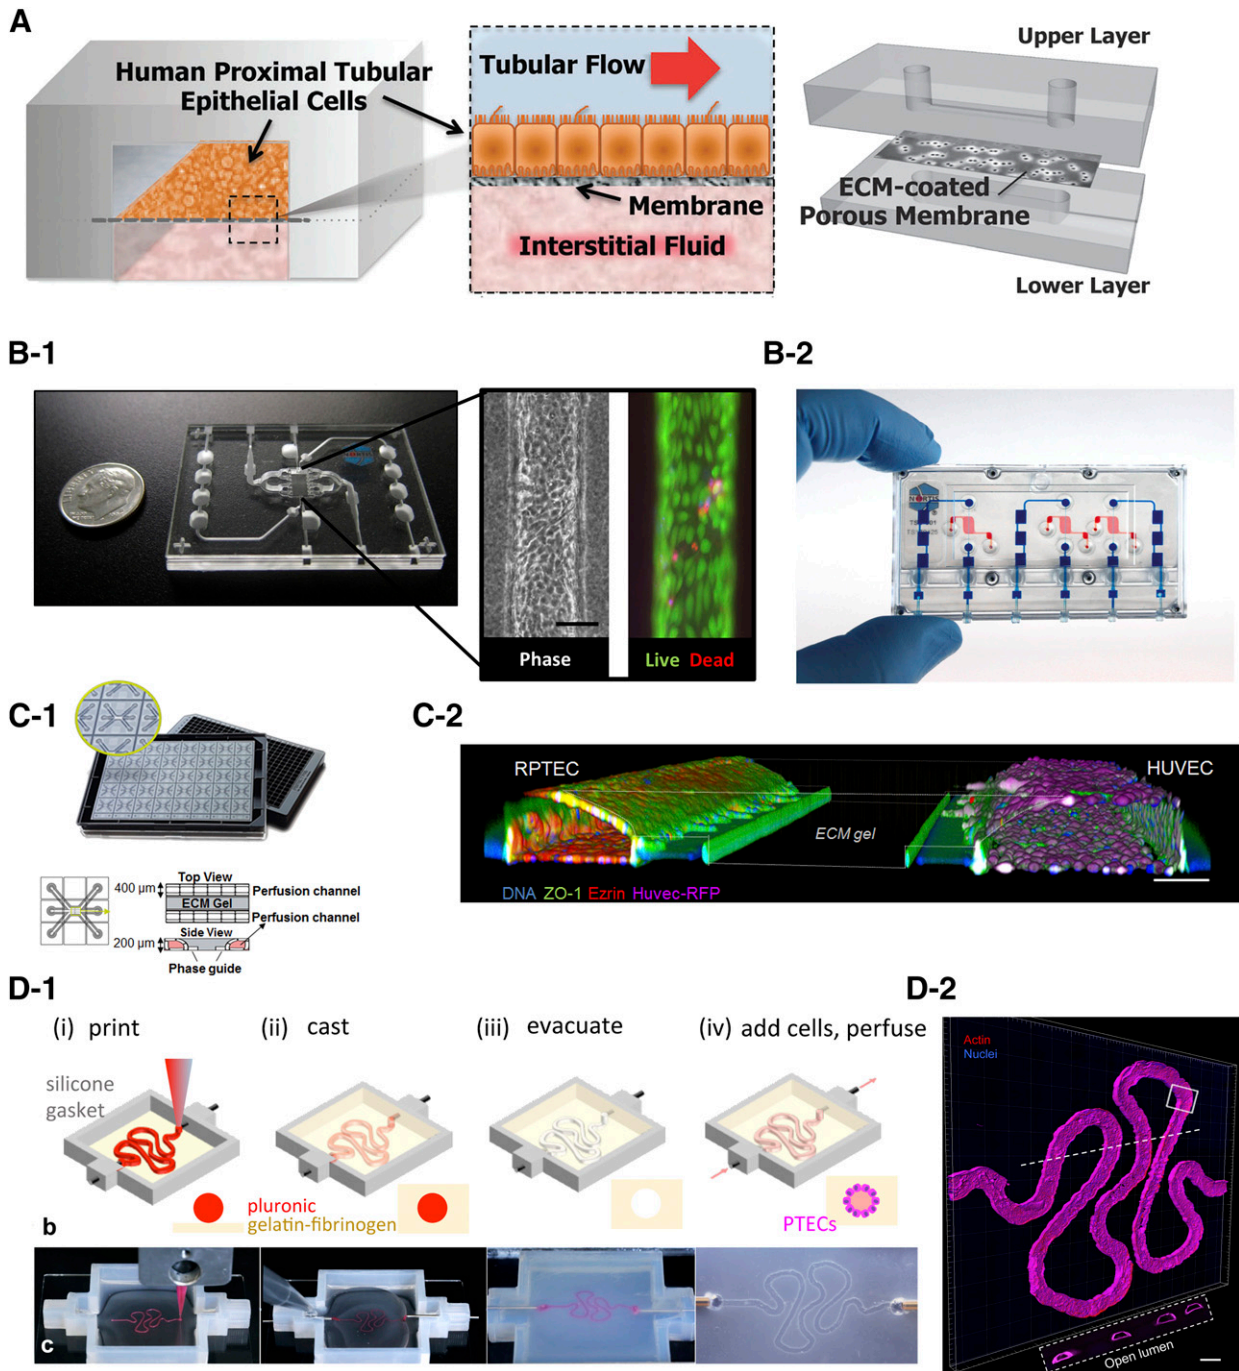 A
Human Proximal Tubular
Epithelial Cells
Tubular Flow
Membrane
Interstitial Fluid
Upper Layer
ECM-coated
Porous Membrane
Lower Layer
B-1
Phase
Live Dead
B-2
NORTIS
C-1
Top View
400 µm
Perfusion channel
ECM Gel
Perfusion channel
Side View
200 µm
Phase guide
C-2
RPTEC
HUVEC
ECM gel
DNA ZO-1 Ezrin Huvec-RFP
D-1
(i) print
(ii) cast
(iii) evacuate
(iv) add cells, perfuse
silicone
gasket
pluronic
gelatin-fibrinogen
PTECs
b
c
D-2
Actin
Nuclei
Open lumen